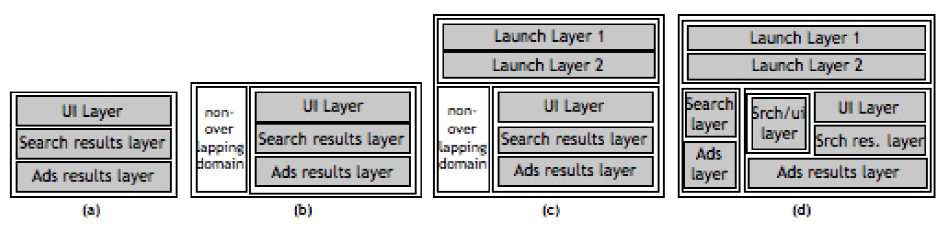 UI Layer
Search results layer
Ads results layer
(a)
non-
over
lapping
domain
UI Layer
Search results layer
Ads results layer
(b)
Launch Layer 1
Launch Layer 2
non-
over
lapping
domain
UI Layer
Search results layer
Ads results layer
(c)
Launch Layer 1
Launch Layer 2
Search
layer
Ads
layer
Srch/ui
layer
UI Layer
Srch res. layer
Ads results layer
(d)